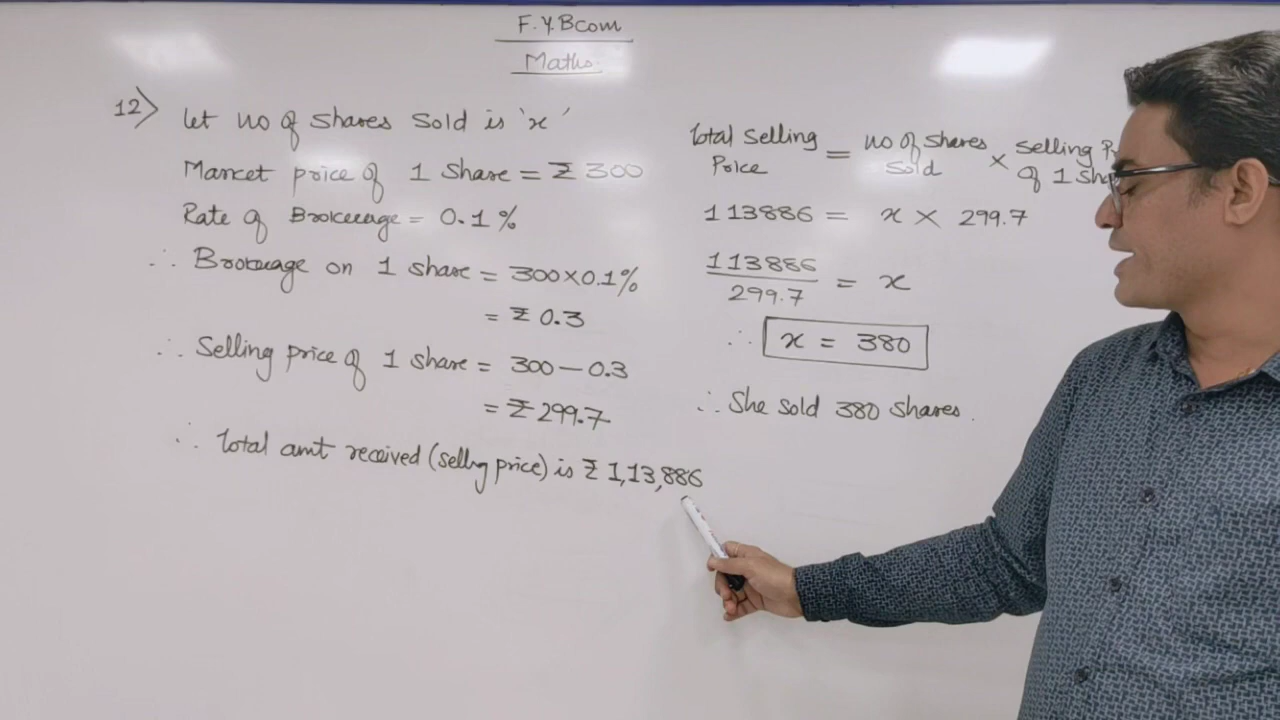 F.Y.Bcom
Maths.
12) Let no of shares sold is 'x'
Market price of 1 share = ₹ 300
Rate of Brokerage = 0.1%
∴ Brokerage on 1 share = 300×0.1%
= ₹ 0.3
∴ Selling price of 1 share = 300 – 0.3
= ₹ 299.7
∴ Total amt received (sellng price) is ₹ 1,13,886
Total Selling Price = no of shares sold × Selling of 1
113886 = x × 299.7
113886 / 299.7 = x
∴ x = 380
∴ She sold 380 shares.